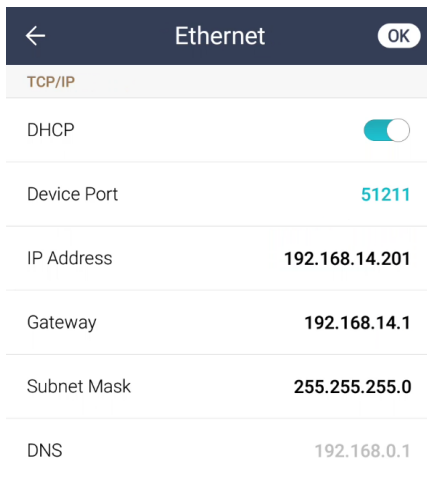 Ethernet OK
TCP/IP
DHCP
Device Port 51211
IP Address 192.168.14.201
Gateway 192.168.14.1
Subnet Mask 255.255.255.0
DNS 192.168.0.1